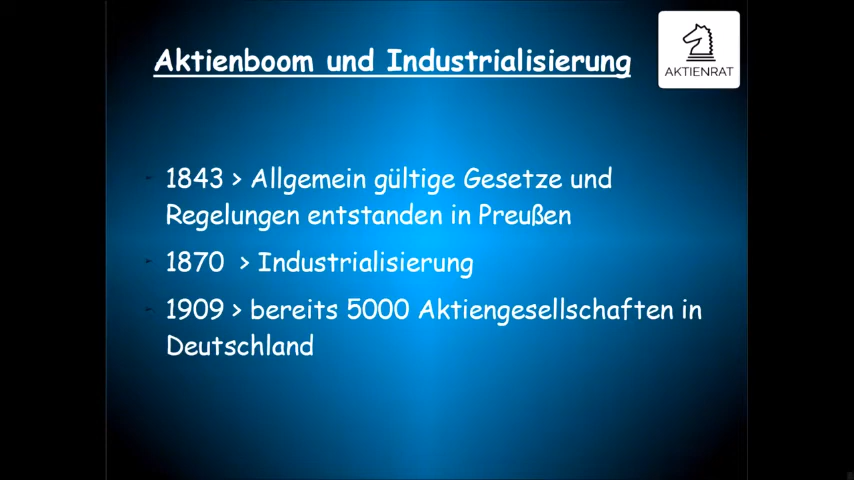 Aktienboom und Industrialisierung
AKTIENRAT
1843 > Allgemein gültige Gesetze und
Regelungen entstanden in Preußen
1870 > Industrialisierung
1909 > bereits 5000 Aktiengesellschaften in
Deutschland